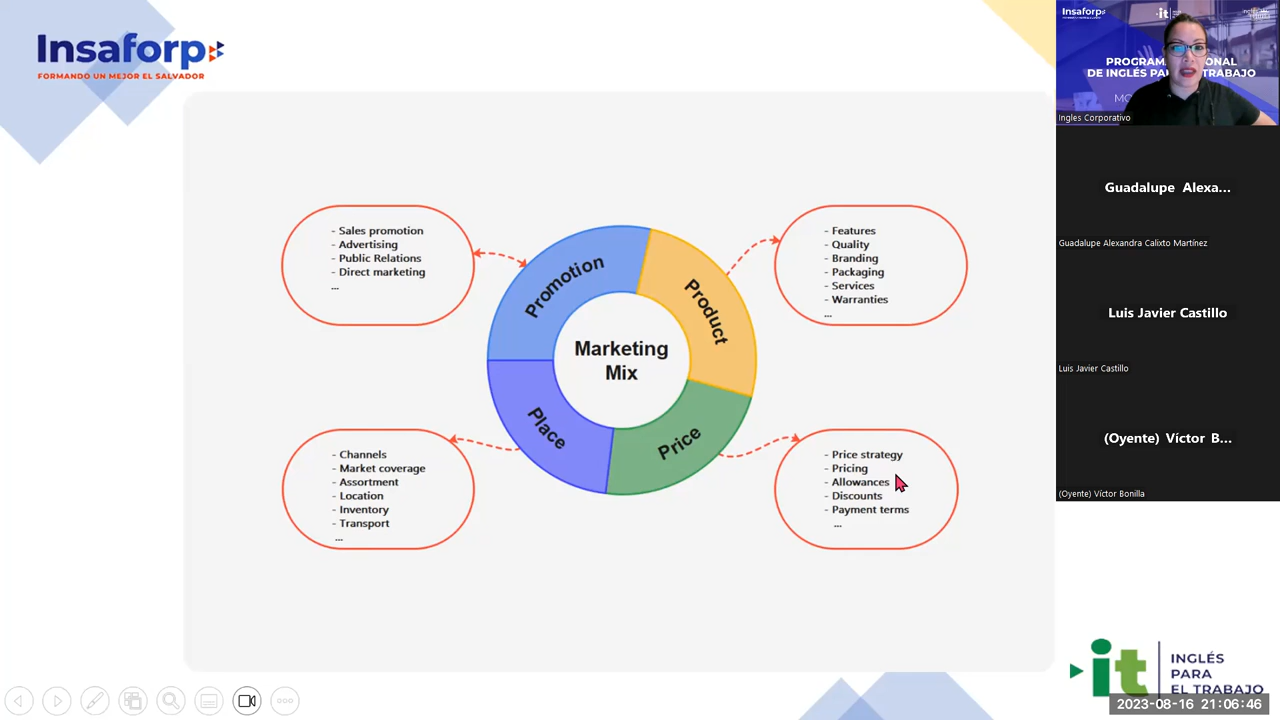 Insaforp
FORMANDO UN MEJOR EL SALVADOR
- Sales promotion
- Advertising
- Public Relations
- Direct marketing
...
- Features
- Quality
- Branding
- Packaging
- Services
- Warranties
...
Promotion
Product
Marketing
Mix
Place
Price
- Channels
- Market coverage
- Assortment
- Location
- Inventory
- Transport
...
- Price strategy
- Pricing
- Allowances
- Discounts
- Payment terms
...
Insaforp
it
PROGRAMA
DE INGLÉS
TRABAJO
Ingles Corporativo
Guadalupe Alexa...
Guadalupe Alexandra Calixto Martínez
Luis Javier Castillo
Luis Javier Castillo
(Oyente) Víctor B...
(Oyente) Víctor Bonilla
it
INGLÉS
PARA
EL TRABAJO
2023-08-16 21:06:46